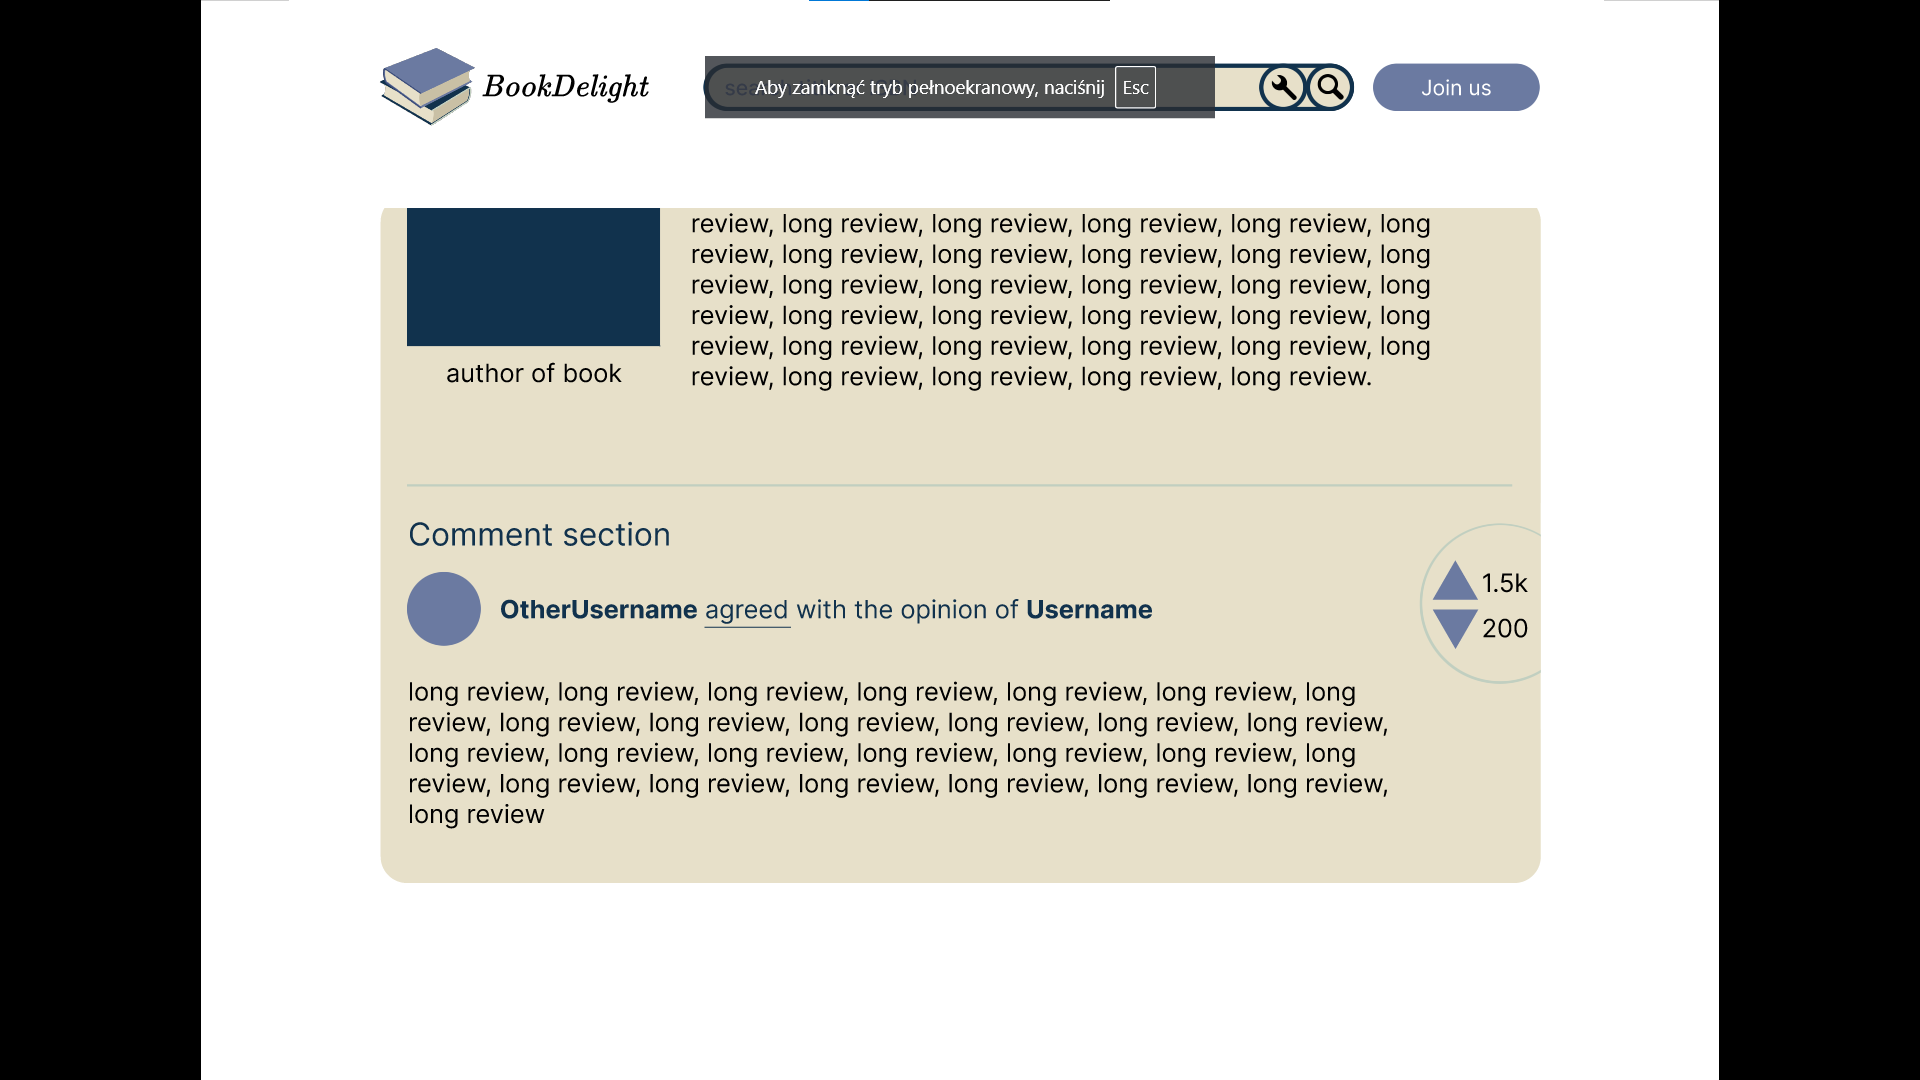 BookDelight
Aby zamknąć tryb pełnoekranowy, naciśnij Esc
Join us
review, long review, long review, long review, long review, long
review, long review, long review, long review, long review, long
review, long review, long review, long review, long review, long
review, long review, long review, long review, long review, long
review, long review, long review, long review, long review, long
review, long review, long review, long review, long review.
author of book
Comment section
1.5k
OtherUsername agreed with the opinion of Username
200
long review, long review, long review, long review, long review, long review, long
review, long review, long review, long review, long review, long review, long review,
long review, long review, long review, long review, long review, long review, long
review, long review, long review, long review, long review, long review, long review,
long review